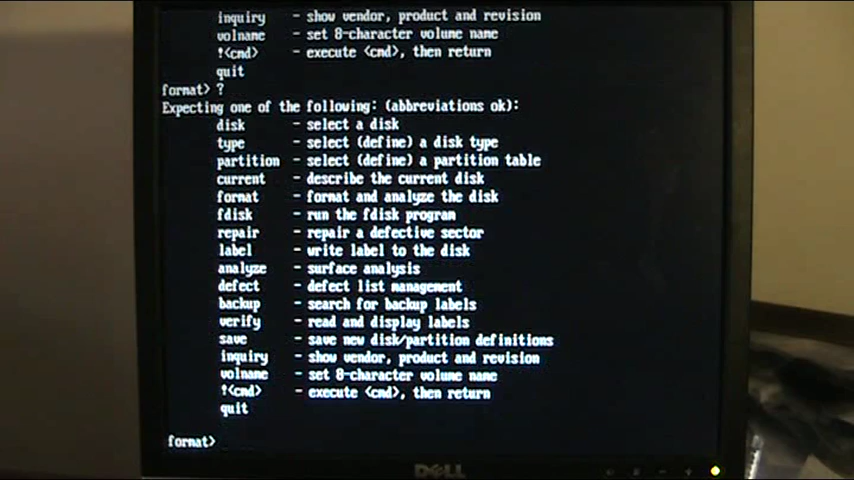 inquiry - show vendor, product and revision
volname - set 8-character volume name
!<cmd> - execute <cmd>, then return
quit
format> ?
Expecting one of the following: (abbreviations ok):
disk - select a disk
type - select (define) a disk type
partition - select (define) a partition table
current - describe the current disk
format - format and analyze the disk
fdisk - run the fdisk program
repair - repair a defective sector
label - write label to the disk
analyze - surface analysis
defect - defect list management
backup - search for backup labels
verify - read and display labels
save - save new disk/partition definitions
inquiry - show vendor, product and revision
volname - set 8-character volume name
!<cmd> - execute <cmd>, then return
quit
format>
DELL